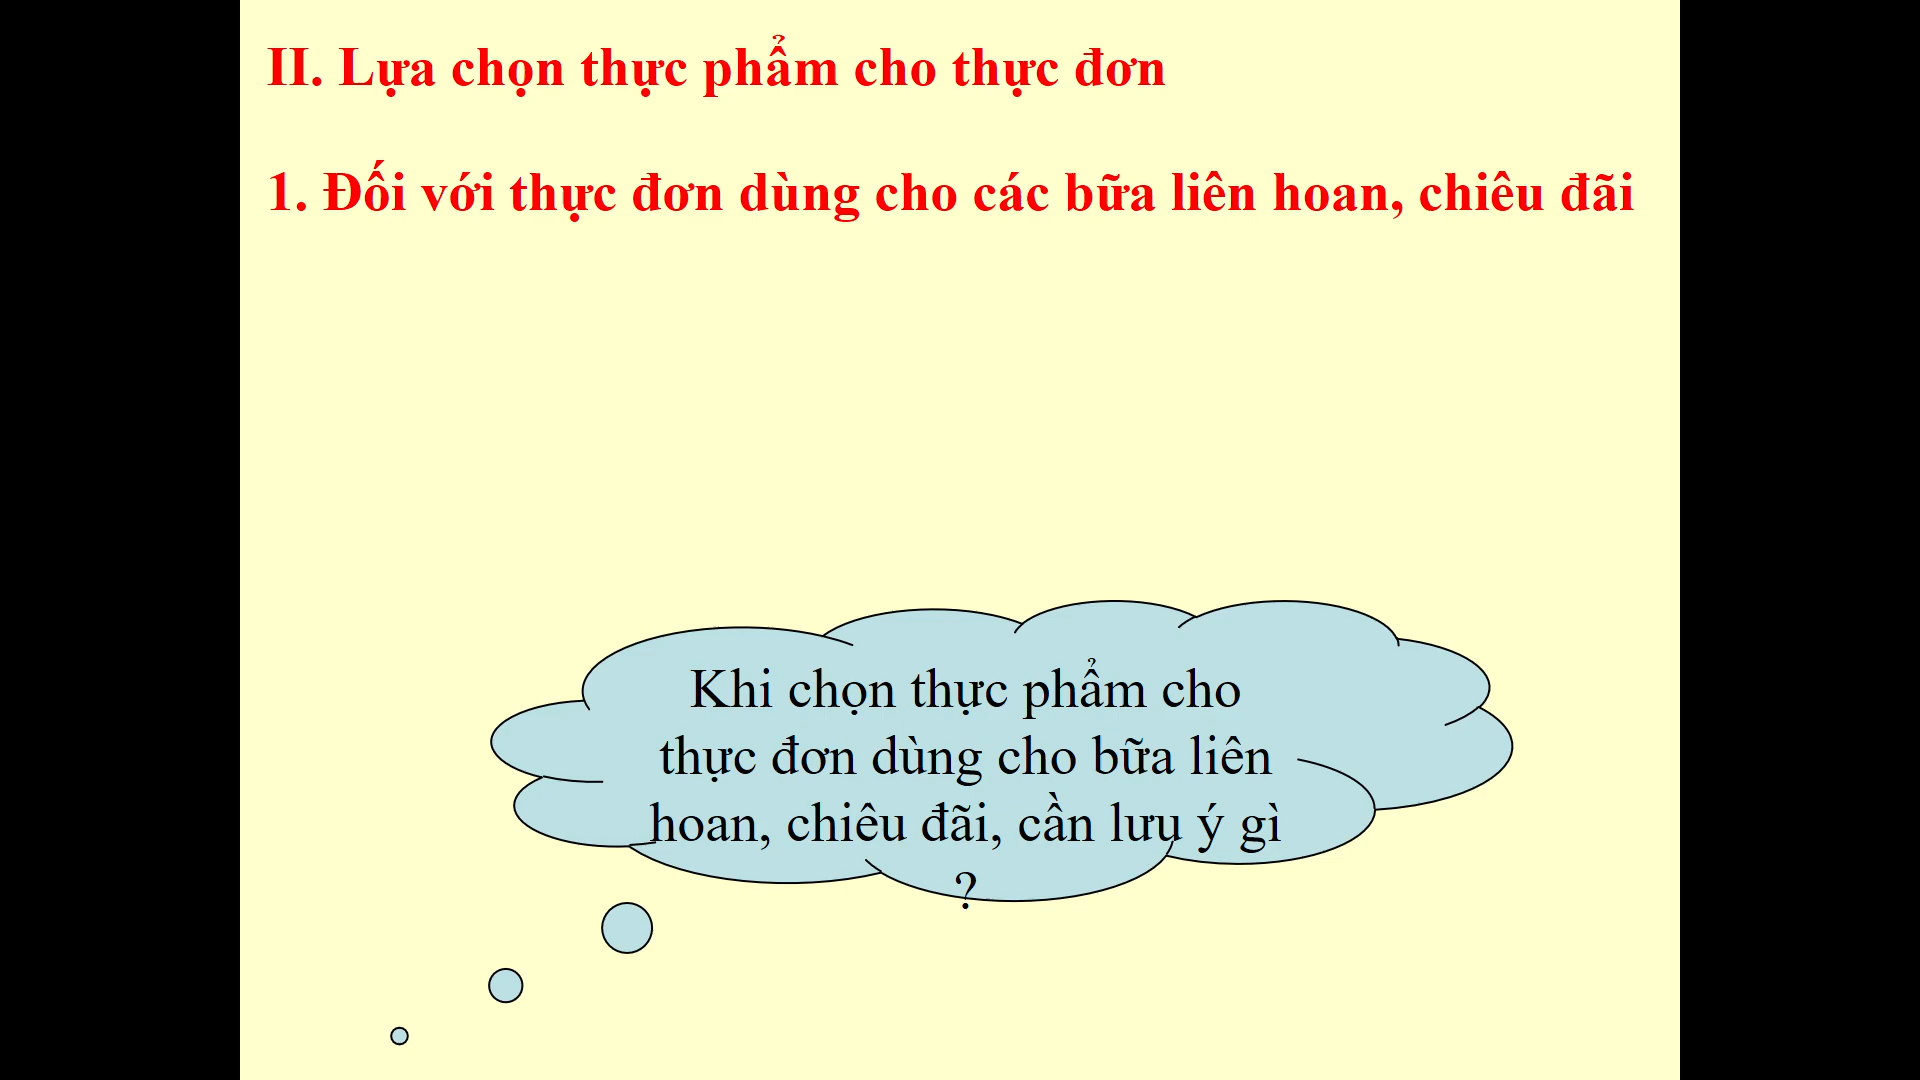 II. Lựa chọn thực phẩm cho thực đơn
1. Đối với thực đơn dùng cho các bữa liên hoan, chiêu đãi
Khi chọn thực phẩm cho
thực đơn dùng cho bữa liên
hoan, chiêu đãi, cần lưu ý gì
?